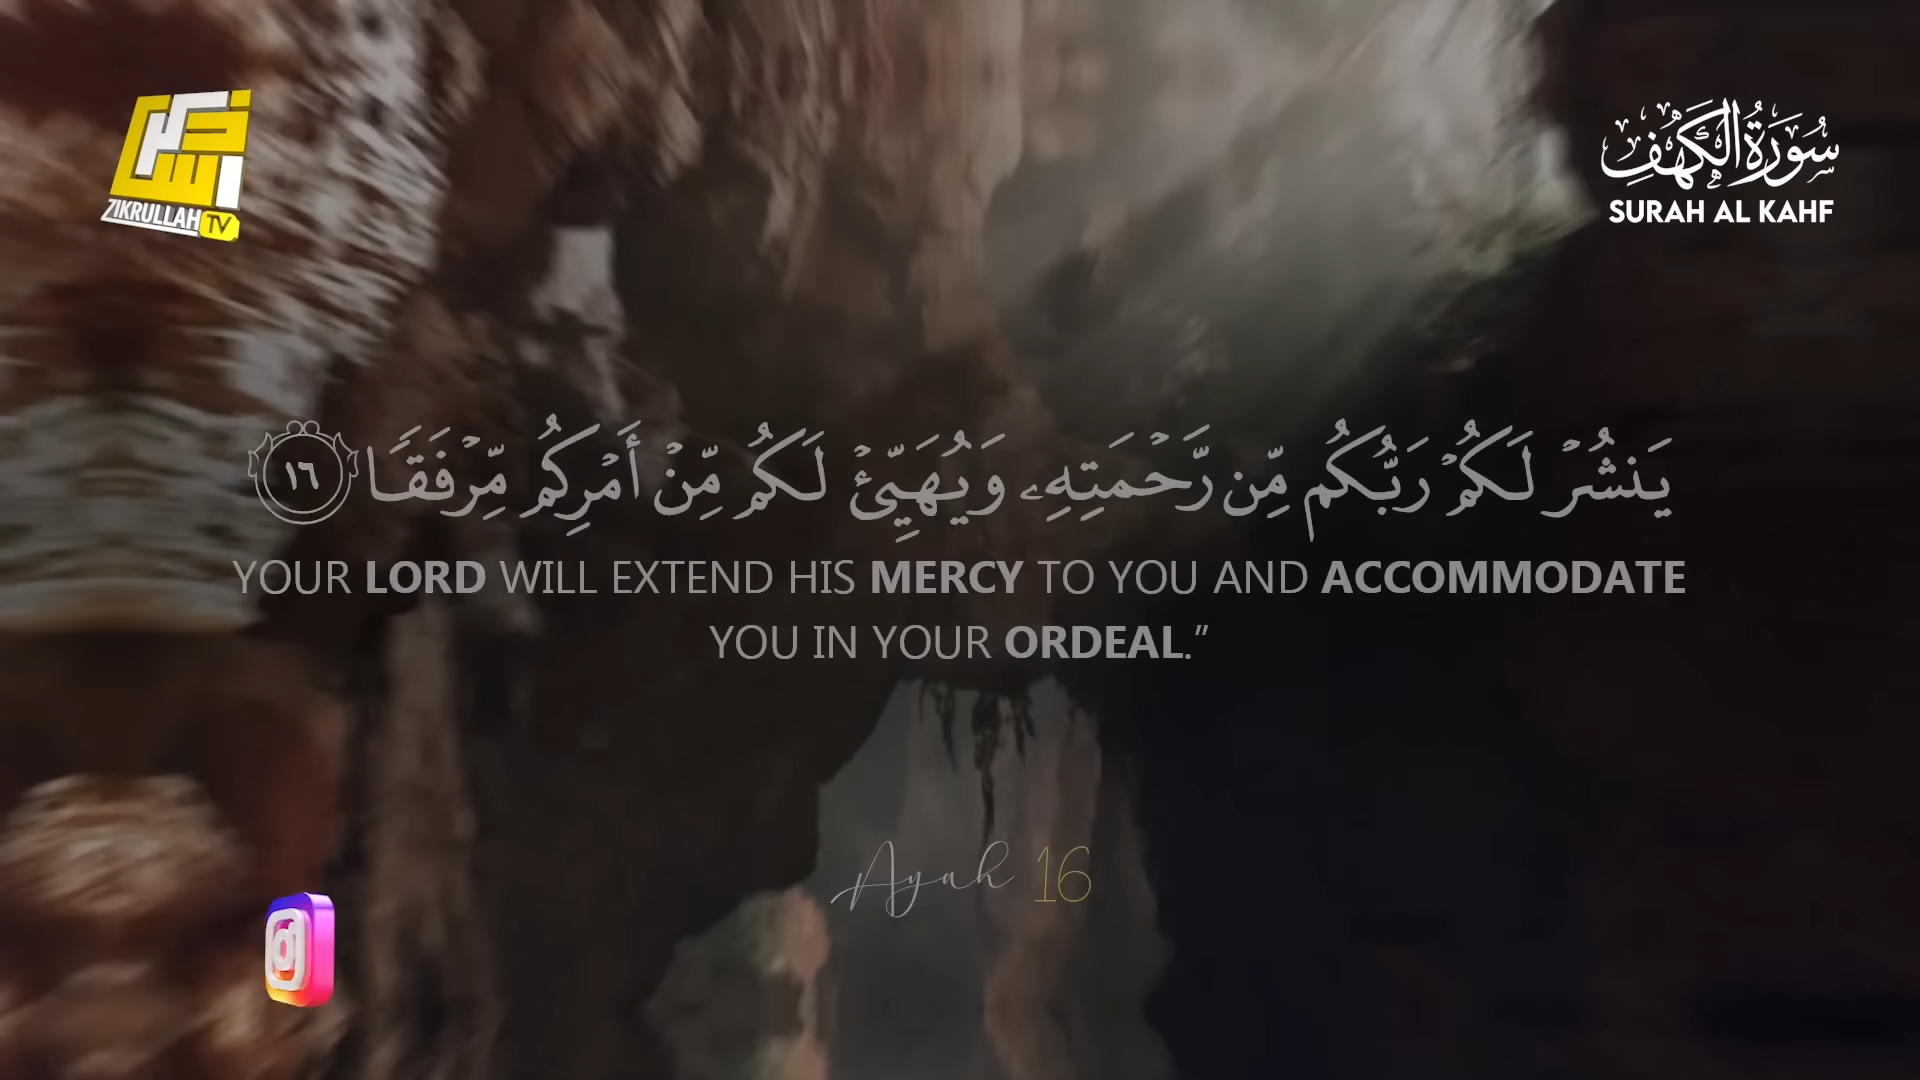 ZIKRULLAH TV
سُورَةُ الكَهْفِ
SURAH AL KAHF
يَنشُرْ لَكُمْ رَبُّكُم مِّن رَّحْمَتِهِۦ وَيُهَيِّئْ لَكُم مِّنْ أَمْرِكُم مِّرْفَقًا ١٦
YOUR LORD WILL EXTEND HIS MERCY TO YOU AND ACCOMMODATE
YOU IN YOUR ORDEAL.”
Ayah 16